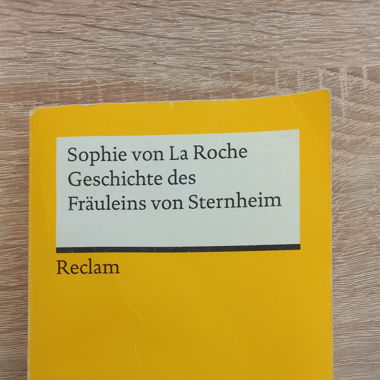 Sophie von La Roche
Geschichte des
Fräuleins von Sternheim
Reclam